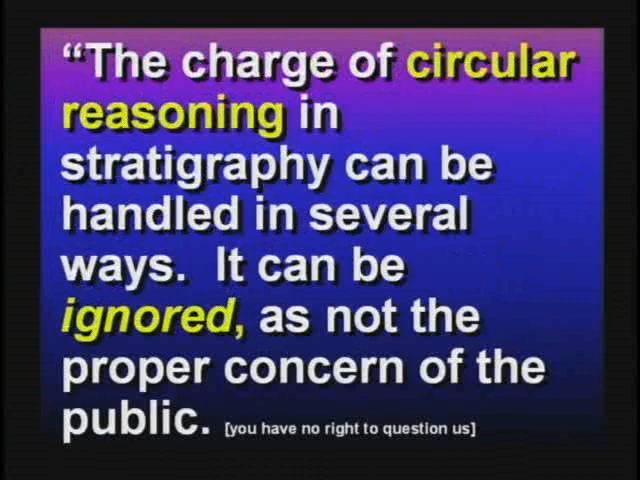 “The charge of circular
reasoning in
stratigraphy can be
handled in several
ways. It can be
ignored, as not the
proper concern of the
public. [you have no right to question us]